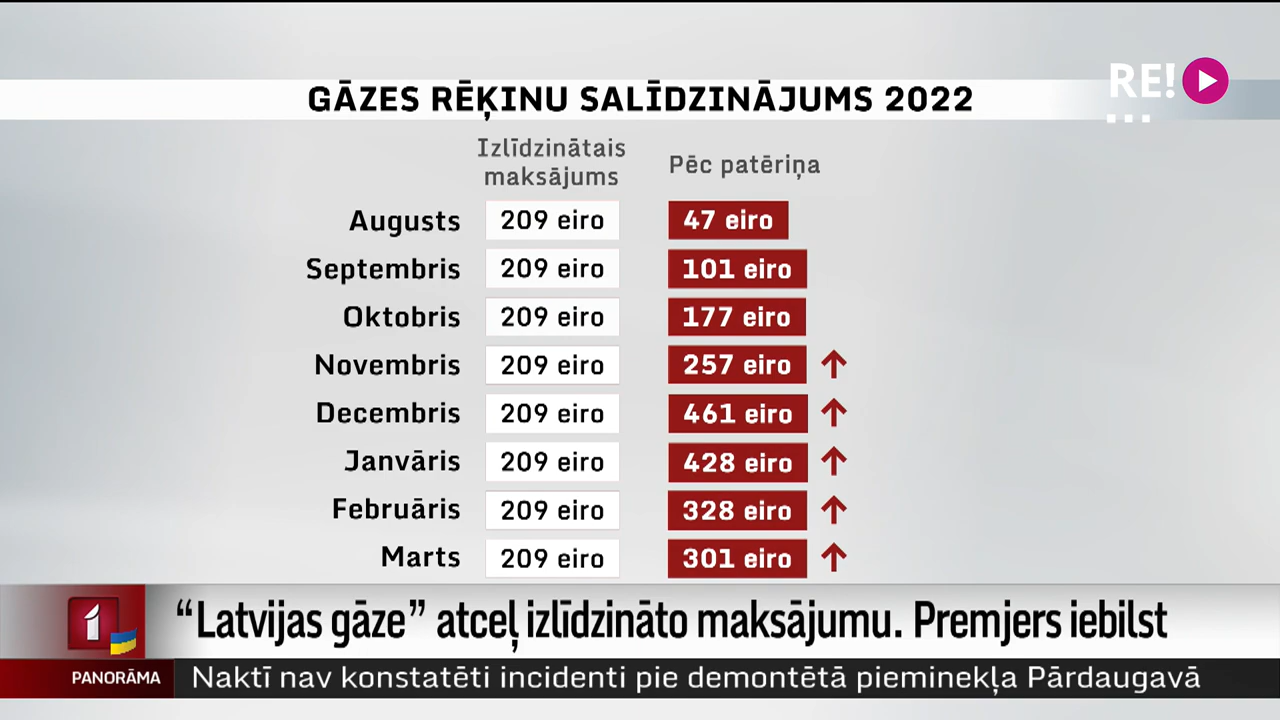 RE!
GĀZES RĒĶINU SALĪDZINĀJUMS 2022
Izlīdzinātais
maksājums
Pēc patēriņa
Augusts 209 eiro 47 eiro
Septembris 209 eiro 101 eiro
Oktobris 209 eiro 177 eiro
Novembris 209 eiro 257 eiro ↑
Decembris 209 eiro 461 eiro ↑
Janvāris 209 eiro 428 eiro ↑
Februāris 209 eiro 328 eiro ↑
Marts 209 eiro 301 eiro ↑
1
“Latvijas gāze” atceļ izlīdzināto maksājumu. Premjers iebilst
PANORĀMA
Naktī nav konstatēti incidenti pie demontētā pieminekļa Pārdaugavā